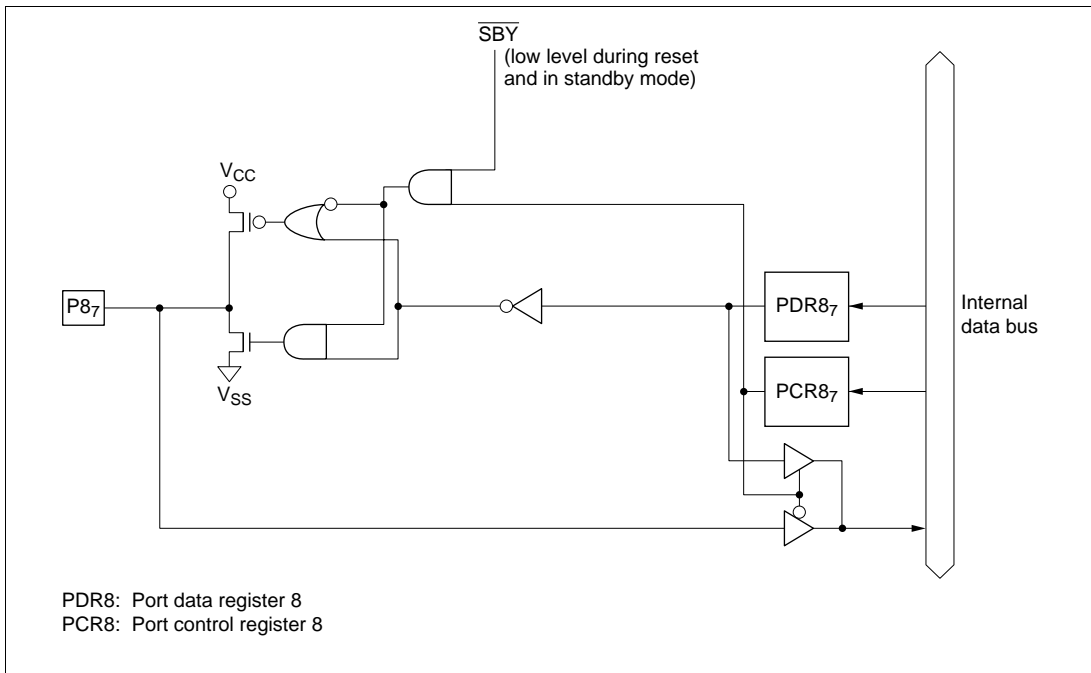 SBY
(low level during reset
and in standby mode)
VCC
P87
PDR87
Internal
data bus
PCR87
VSS
PDR8: Port data register 8
PCR8: Port control register 8